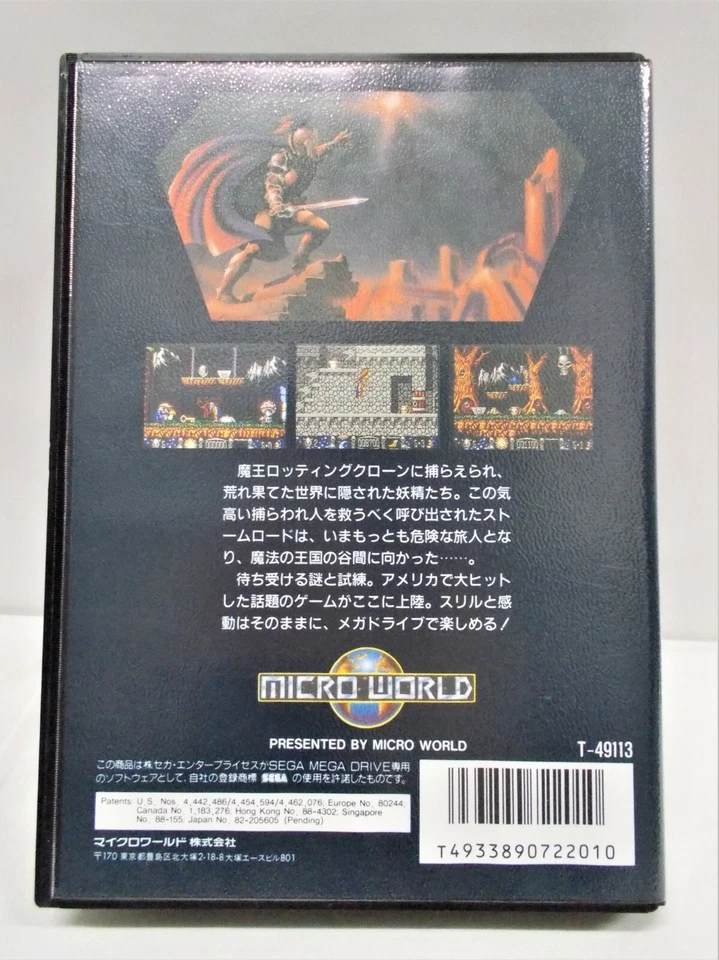 魔王ロッティングクローンに捕らえられ、
荒れ果てた世界に隠された妖精たち。この気
高い捕らわれ人を救うべく呼び出されたスト
ームロードは、いまもっとも危険な旅人とな
り、魔法の王国の谷間に向かった……。
待ち受ける謎と試練。アメリカで大ヒット
した話題のゲームがここに上陸。スリルと感
動はそのままに、メガドライブで楽しめる!
MICRO WORLD
PRESENTED BY MICRO WORLD
T-49113
この商品は㈱セガ・エンタープライゼスがSEGA MEGA DRIVE専用
のソフトウェアとして、自社の登録商標 SEGA の使用を許諾したものです。
Patents: U.S. Nos. 4,442,486/4,454,594/4,462,076; Europe No. 80244;
Canada No. 1,183,276; Hong Kong No. 88-4302; Singapore
No. 88-155; Japan No. 82-205605 (Pending)
マイクロワールド 株式会社
〒170 東京都豊島区北大塚2-18-8大塚エースビル801
T4933890722010